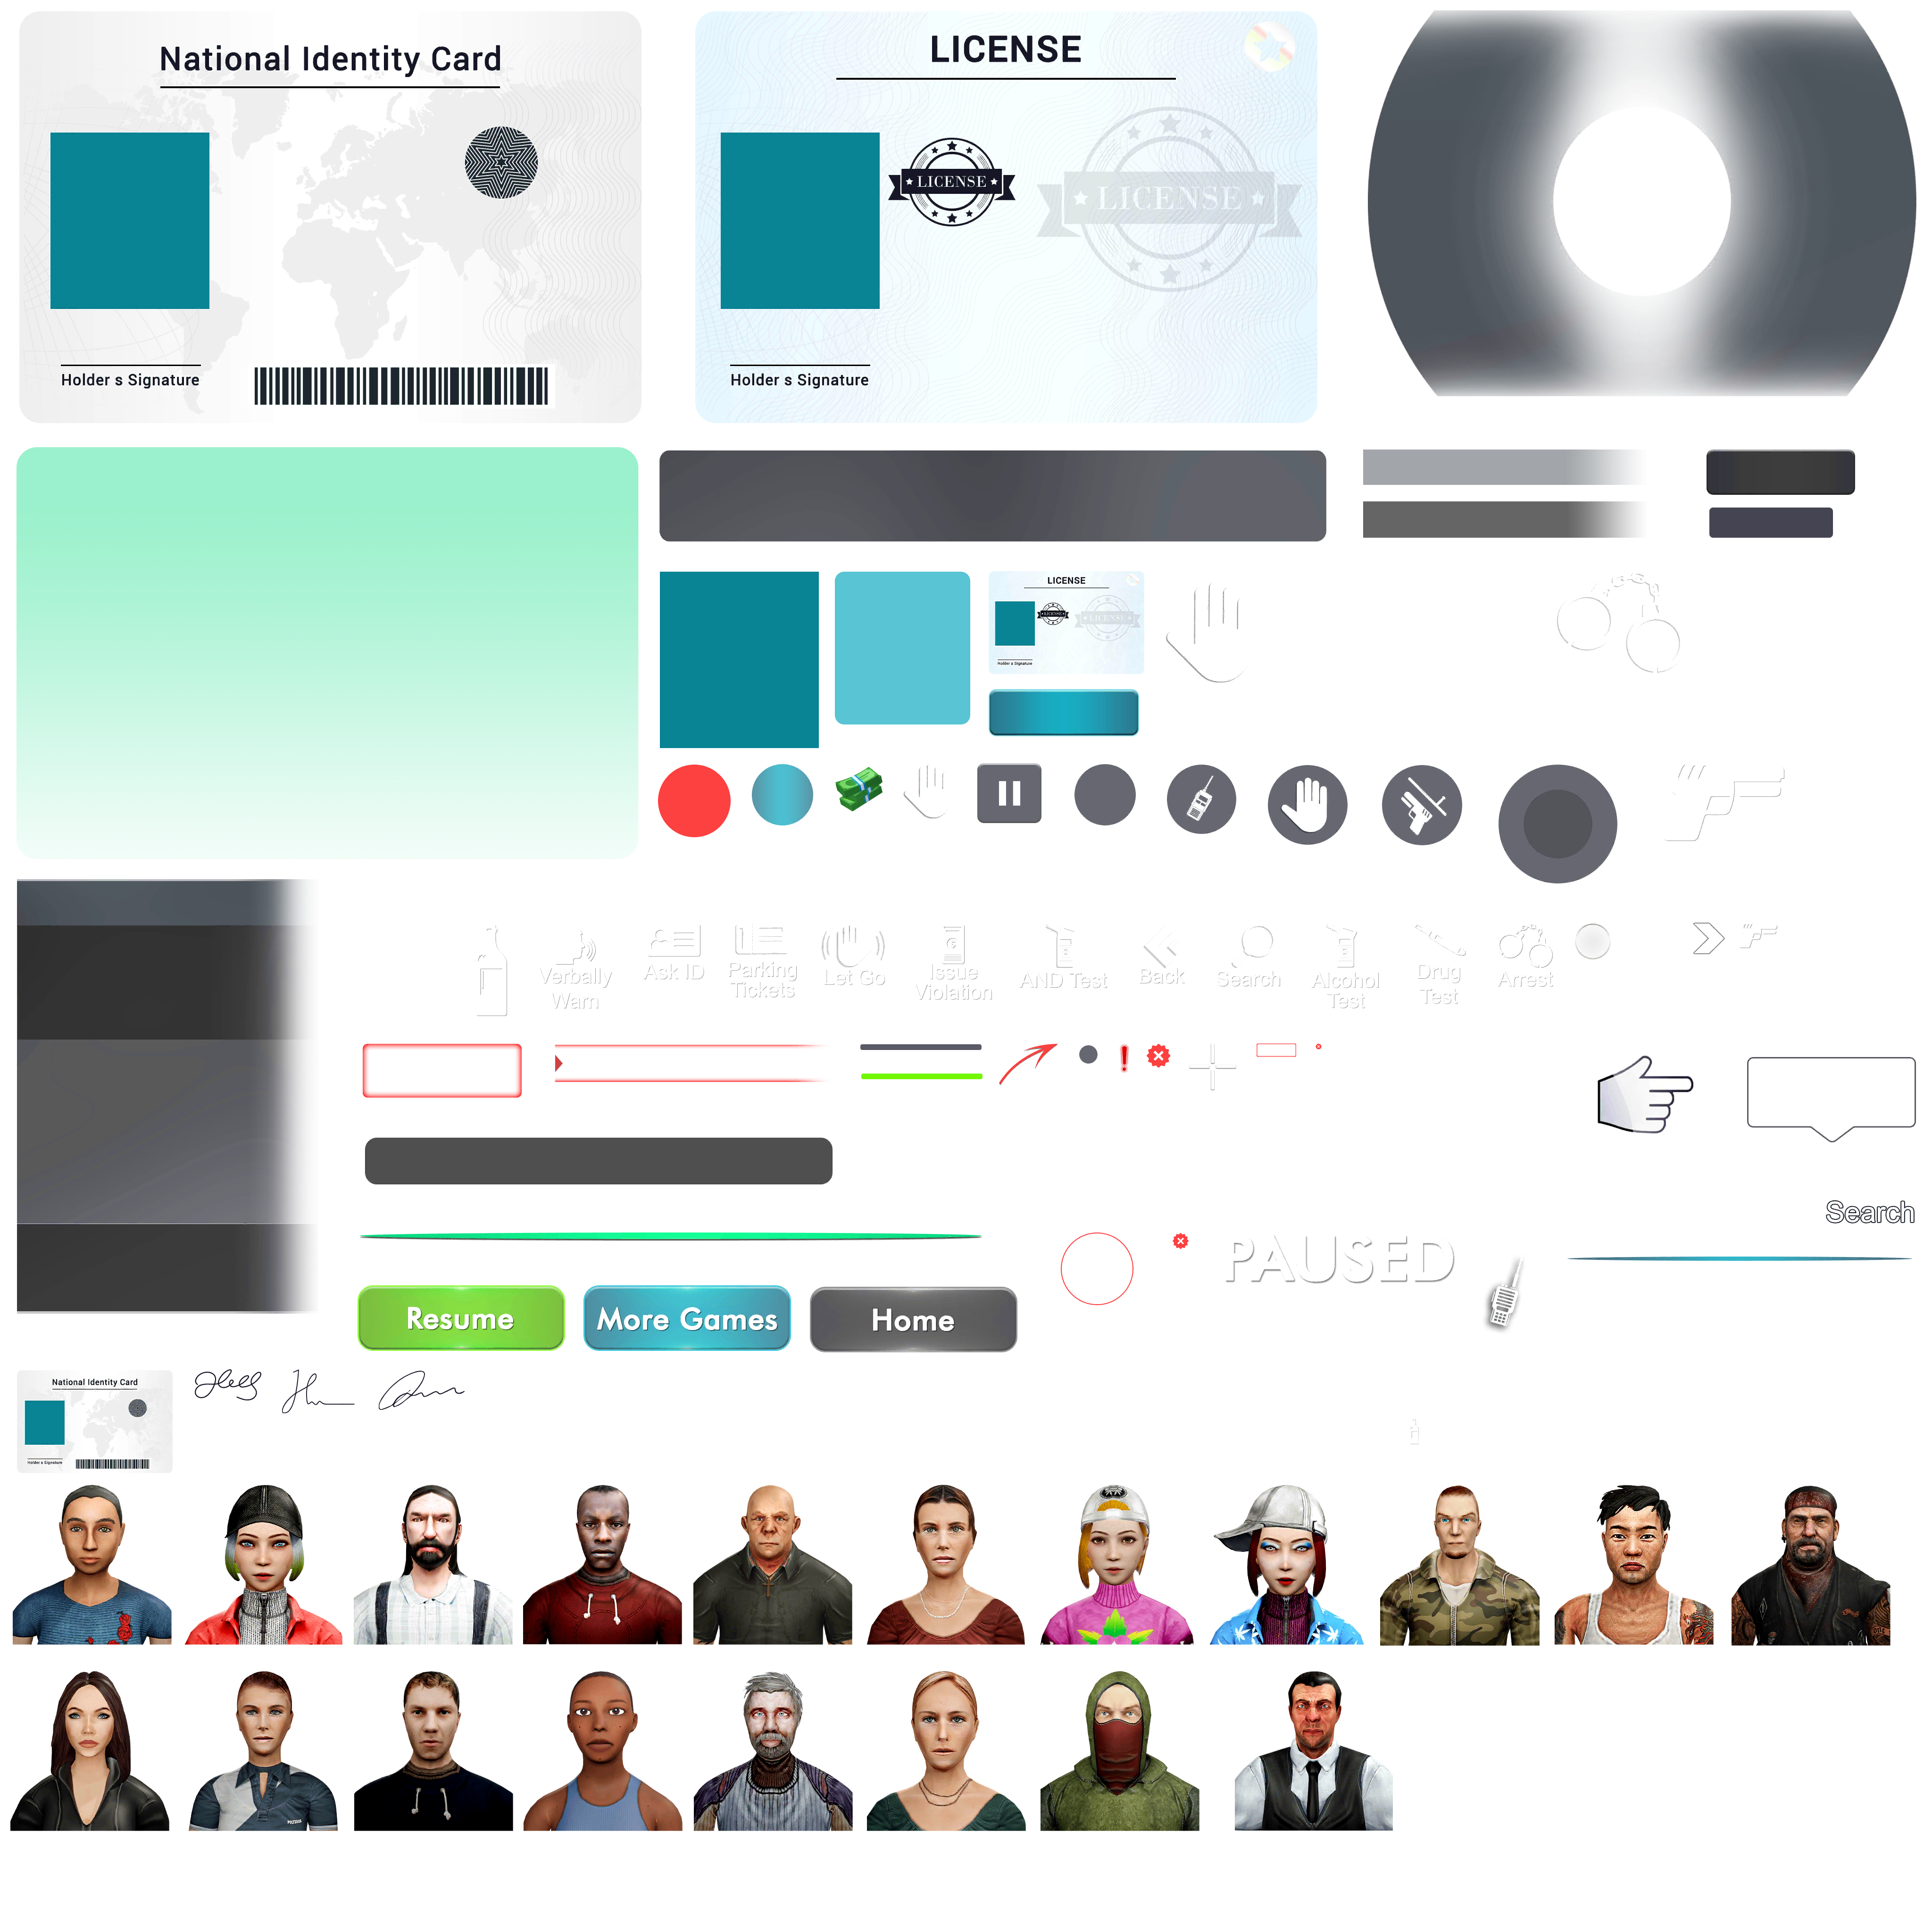 National Identity Card
Holder s Signature
LICENSE
LICENSE
LICENSE
Holder s Signature
LICENSE
LICENSE
LICENSE
Holder s Signature
Verbally
Warn
Ask ID
Parking
Tickets
Let Go
Issue
Violation
AND Test
Back
Search
Alcohol
Test
Drug
Test
Arrest
Search
PAUSED
Resume
More Games
Home
National Identity Card
Holder s Signature